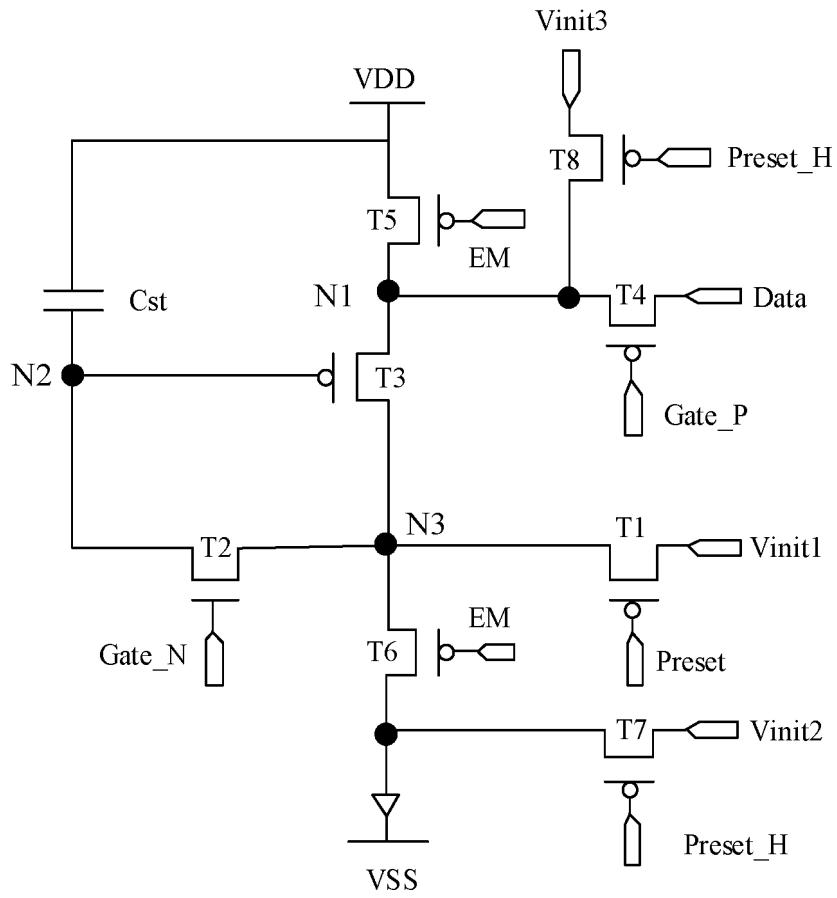 Vinit3
VDD
T8
Preset_H
T5
EM
Cst
N1
T4
Data
N2
T3
Gate_P
N3
T2
T1
Vinit1
Gate_N
T6
EM
Preset
T7
Vinit2
Preset_H
VSS